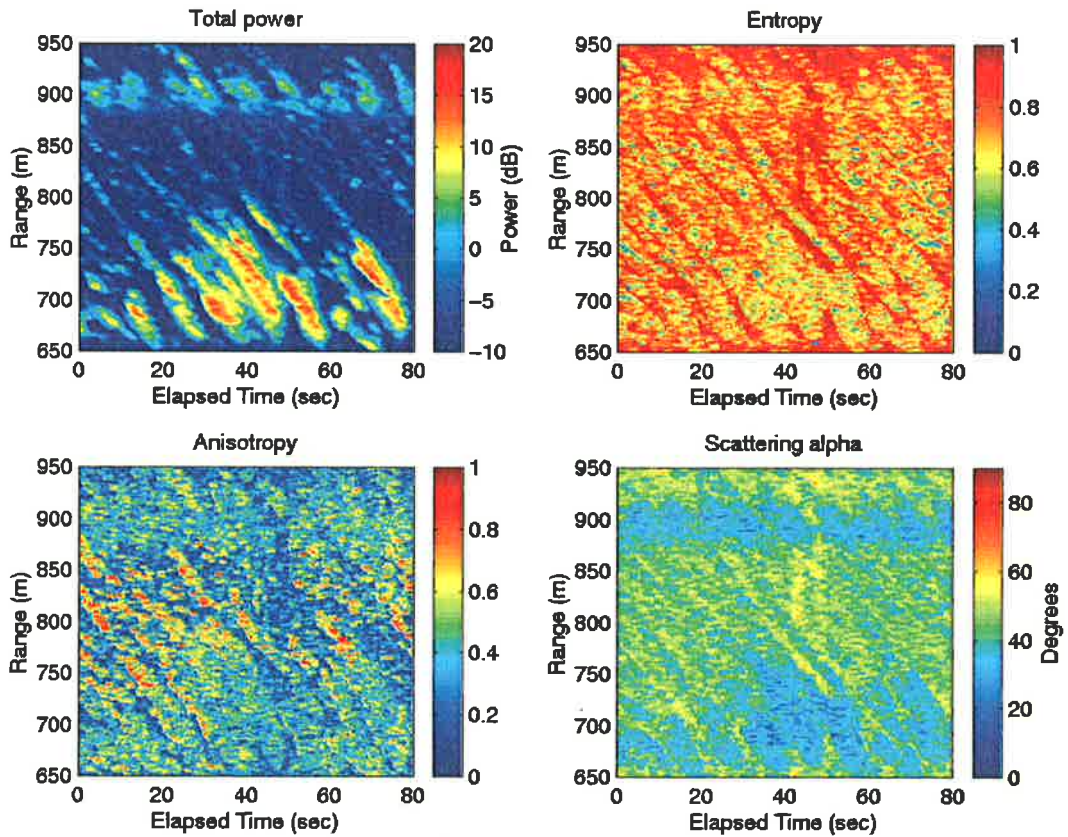 Total power
950
900
850
800
750
700
650
Range (m)
0 20 40 60 80
Elapsed Time (sec)
20
15
10
5
0
−5
−10
Power (dB)
Entropy
950
900
850
800
750
700
650
Range (m)
0 20 40 60 80
Elapsed Time (sec)
1
0.8
0.6
0.4
0.2
0
Anisotropy
950
900
850
800
750
700
650
Range (m)
0 20 40 60 80
Elapsed Time (sec)
1
0.8
0.6
0.4
0.2
0
Scattering alpha
950
900
850
800
750
700
650
Range (m)
0 20 40 60 80
Elapsed Time (sec)
80
60
40
20
0
Degrees